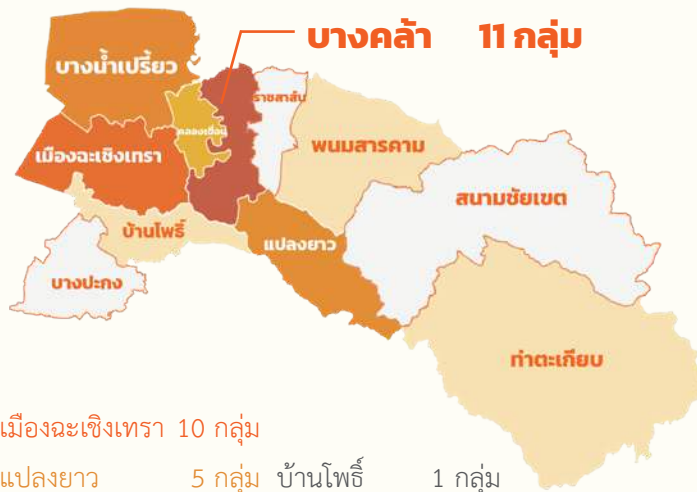 บางคล้า 11 กลุ่ม
บางน้ำเปรี้ยว
ราชสาส์น
คลองเขื่อน
พนมสารคาม
เมืองฉะเชิงเทรา
สนามชัยเขต
บ้านโพธิ์
แปลงยาว
บางปะกง
ท่าตะเกียบ
เมืองฉะเชิงเทรา 10 กลุ่ม
แปลงยาว 5 กลุ่ม บ้านโพธิ์ 1 กลุ่ม